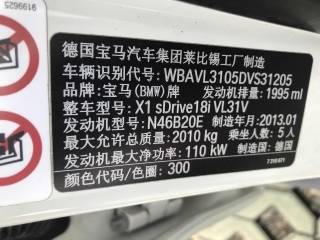 德国宝马汽车集团莱比锡工厂制造
车辆识别代号:WBAVL3105DVS31205
品牌:宝马(BMW)牌 发动机排量:1995 ml
整车型号:X1 sDrive18i VL31V
发动机型号:N46B20E 制造年月:2013.01
最大允许总质量:2010 kg 乘坐人数:5人
发动机最大净功率:110 kW 制造国:德国
颜色代码/色圈:300